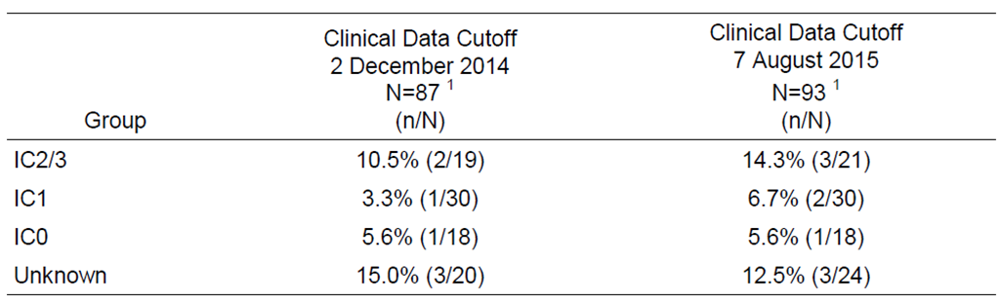 Clinical Data Cutoff
2 December 2014
N=87 1
(n/N)
Clinical Data Cutoff
7 August 2015
N=93 1
(n/N)
Group
IC2/3 10.5% (2/19) 14.3% (3/21)
IC1 3.3% (1/30) 6.7% (2/30)
IC0 5.6% (1/18) 5.6% (1/18)
Unknown 15.0% (3/20) 12.5% (3/24)